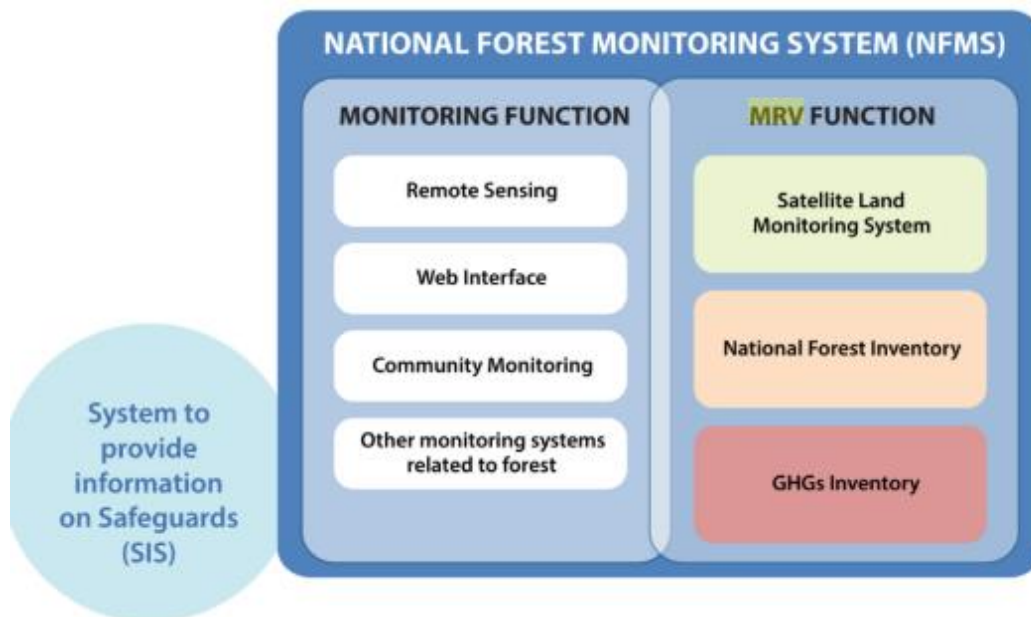 NATIONAL FOREST MONITORING SYSTEM (NFMS)
MONITORING FUNCTION
Remote Sensing
Web Interface
Community Monitoring
Other monitoring systems
related to forest
MRV FUNCTION
Satellite Land
Monitoring System
National Forest Inventory
GHGs Inventory
System to
provide
information
on Safeguards
(SIS)